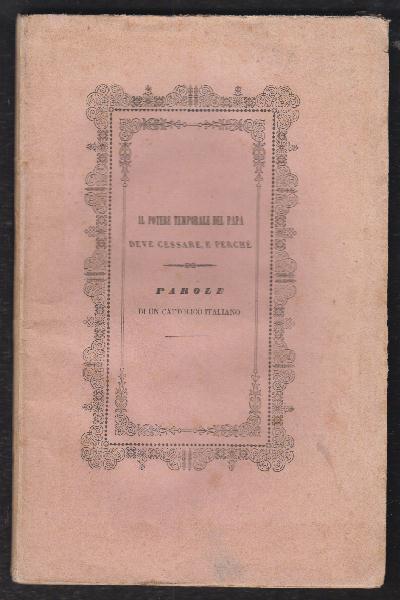 IL POTERE TEMPORALE DEL PAPA
DEVE CESSARE, E PERCHÈ
PAROLE
DI UN CATTOLICO ITALIANO